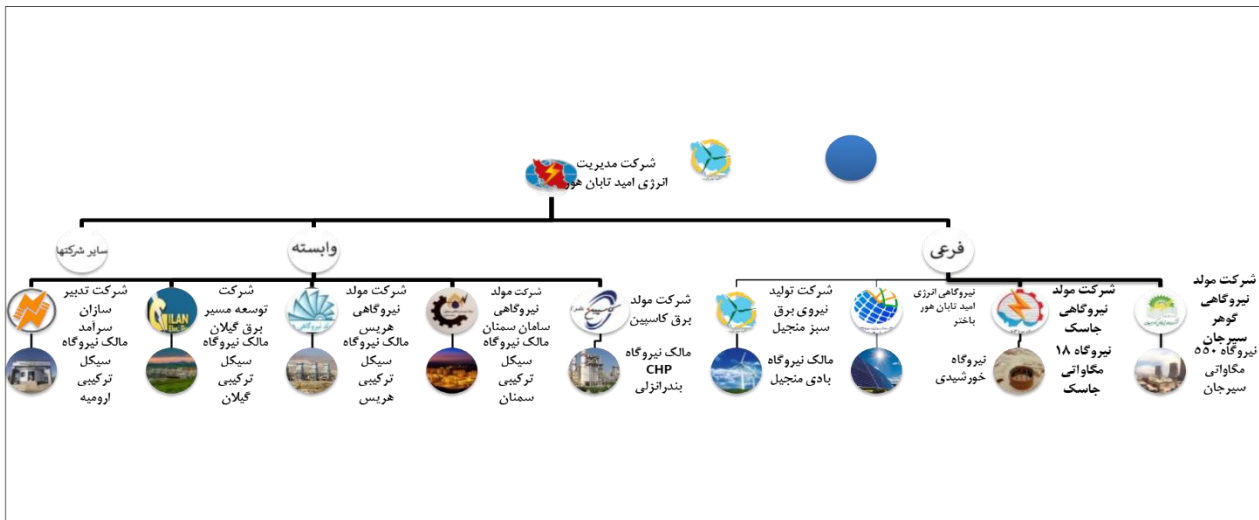 شرکت مدیریت
انرژی امید تابان هور
فرعی
وابسته
سایر شرکتها
شرکت مولد
نیروگاهی
گوهر
سیرجان
نیروگاه ۵۵۰
مگاواتی
سیرجان
شرکت مولد
نیروگاهی
جاسک
نیروگاه ۱۸
مگاواتی
جاسک
نیروگاهی انرژی
امید تابان هور
باختر
نیروگاه
خورشیدی
شرکت تولید
نیروی برق
سبز منجیل
مالک نیروگاه
بادی منجیل
شرکت مولد
برق کاسپین
مالک نیروگاه
CHP
بندرانزلی
شرکت مولد
نیروگاهی
سامان سمنان
مالک نیروگاه
سیکل
ترکیبی
سمنان
شرکت مولد
نیروگاهی
هریس
مالک نیروگاه
سیکل
ترکیبی
هریس
شرکت
توسعه مسیر
برق گیلان
مالک نیروگاه
سیکل
ترکیبی
گیلان
شرکت تدبیر
سازان
سرآمد
مالک نیروگاه
سیکل
ترکیبی
ارومیه